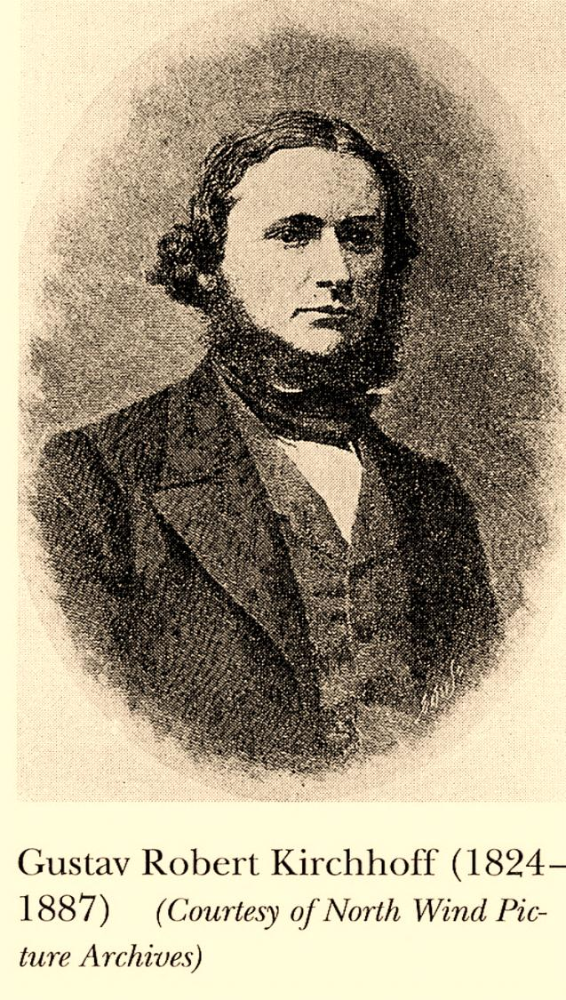 Gustav Robert Kirchhoff (1824–
1887) (Courtesy of North Wind Pic-
ture Archives)